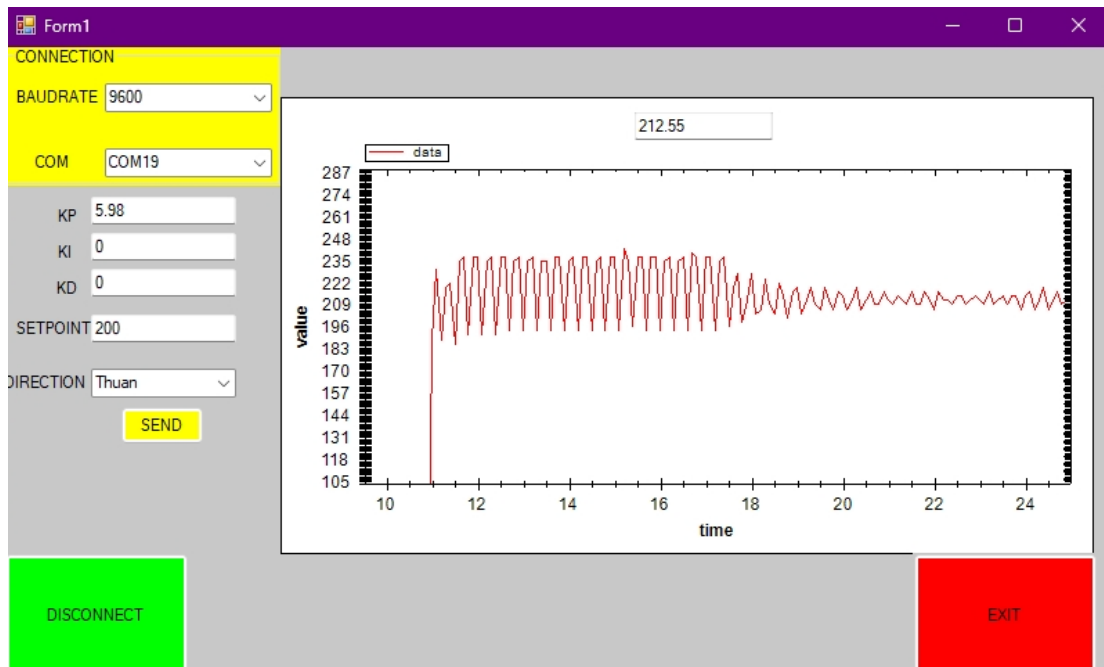 Form1
CONNECTION
BAUDRATE 9600
COM COM19
KP 5.98
KI 0
KD 0
SETPOINT 200
DIRECTION Thuan
SEND
DISCONNECT
212.55
data
287
274
261
248
235
222
209
196
183
170
157
144
131
118
105
value
10 12 14 16 18 20 22 24
time
EXIT